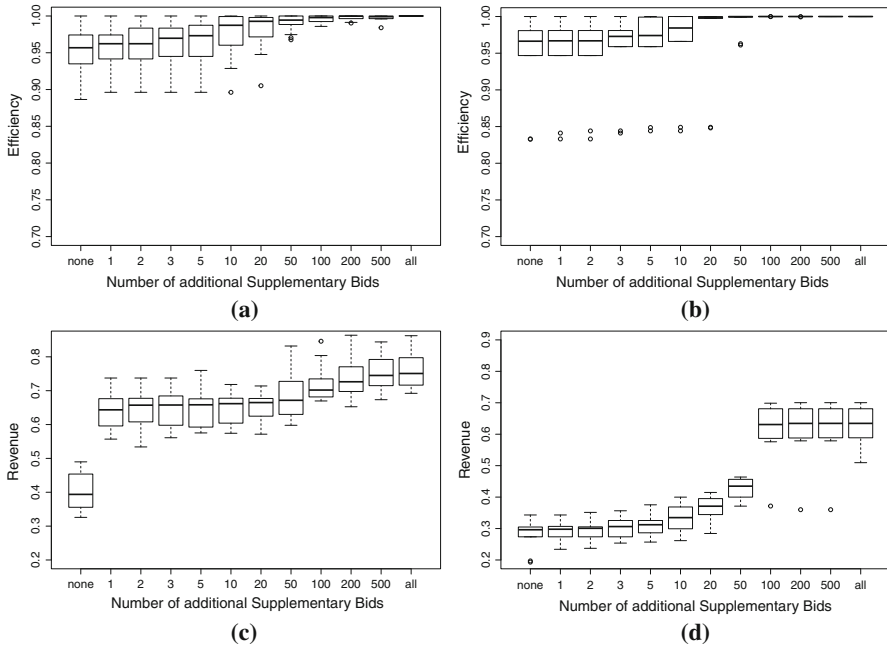 1.00
0.95
0.90
0.85
0.80
0.75
0.70
Efficiency
none 1 2 3 5 10 20 50 100 200 500 all
Number of additional Supplementary Bids
(a)
1.00
0.95
0.90
0.85
0.80
0.75
0.70
Efficiency
none 1 2 3 5 10 20 50 100 200 500 all
Number of additional Supplementary Bids
(b)
0.8
0.7
0.6
0.5
0.4
0.3
0.2
Revenue
none 1 2 3 5 10 20 50 100 200 500 all
Number of additional Supplementary Bids
(c)
0.9
0.8
0.7
0.6
0.5
0.4
0.3
0.2
Revenue
none 1 2 3 5 10 20 50 100 200 500 all
Number of additional Supplementary Bids
(d)